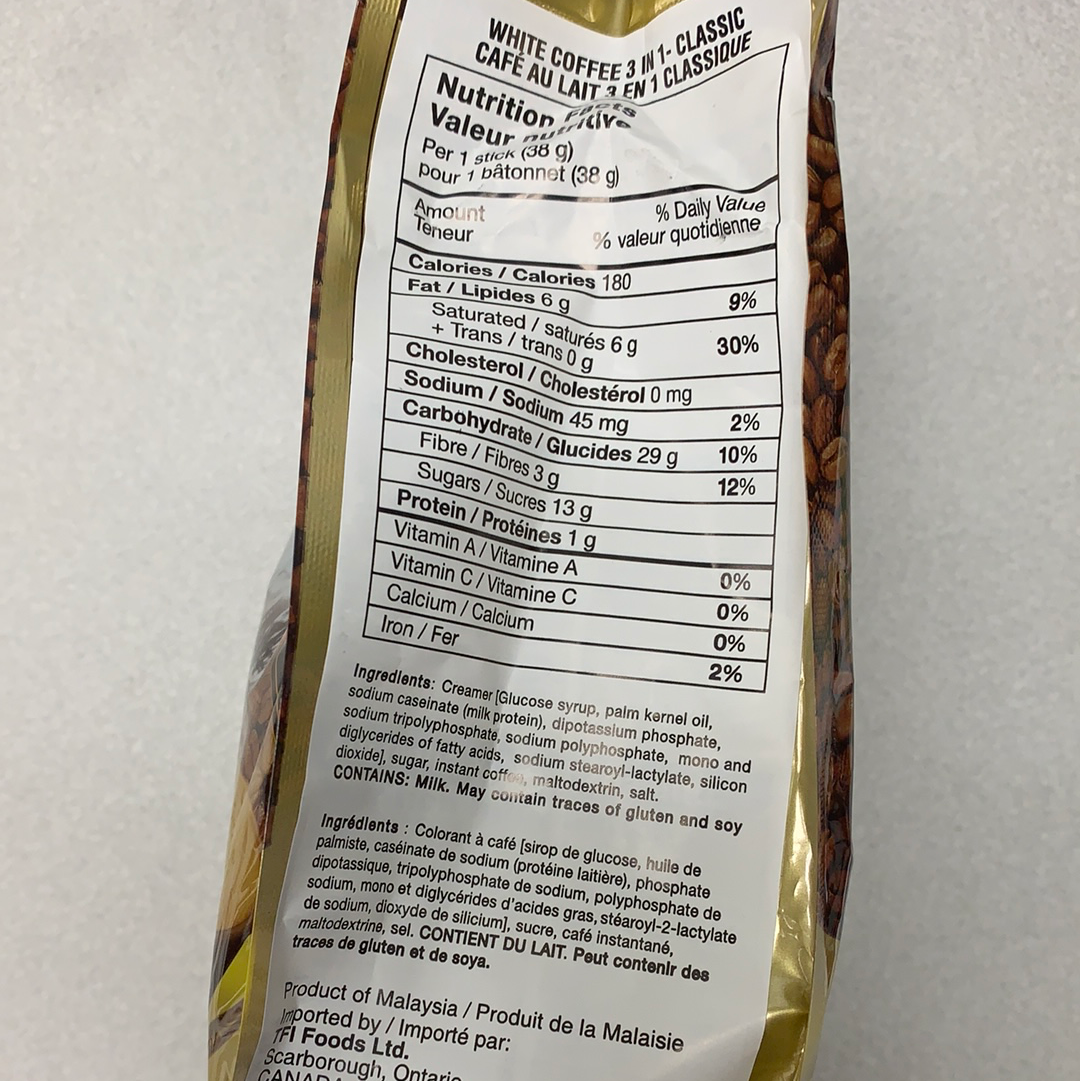 WHITE COFFEE 3 IN 1- CLASSIC
CAFÉ AU LAIT 3 EN 1 CLASSIQUE
Nutrition Facts
Valeur nutritive
Per 1 stick (38 g)
pour 1 bâtonnet (38 g)
Amount % Daily Value
Teneur % valeur quotidienne
Calories / Calories 180
Fat / Lipides 6 g 9%
Saturated / saturés 6 g 30%
+ Trans / trans 0 g
Cholesterol / Cholestérol 0 mg
Sodium / Sodium 45 mg 2%
Carbohydrate / Glucides 29 g 10%
Fibre / Fibres 3 g 12%
Sugars / Sucres 13 g
Protein / Protéines 1 g
Vitamin A / Vitamine A 0%
Vitamin C / Vitamine C 0%
Calcium / Calcium 0%
Iron / Fer 2%
Ingredients: Creamer [Glucose syrup, palm kernel oil,
sodium caseinate (milk protein), dipotassium phosphate,
sodium tripolyphosphate, sodium polyphosphate, mono and
diglycerides of fatty acids, sodium stearoyl-lactylate, silicon
dioxide], sugar, instant coffee, maltodextrin, salt.
CONTAINS: Milk. May contain traces of gluten and soy
Ingrédients : Colorant à café [sirop de glucose, huile de
palmiste, caséinate de sodium (protéine laitière), phosphate
dipotassique, tripolyphosphate de sodium, polyphosphate de
sodium, mono et diglycérides d'acides gras, stéaroyl-2-lactylate
de sodium, dioxyde de silicium], sucre, café instantané,
maltodextrine, sel. CONTIENT DU LAIT. Peut contenir des
traces de gluten et de soya.
Product of Malaysia / Produit de la Malaisie
Imported by / Importé par:
TFI Foods Ltd.
Scarborough, Ontario
CANADA